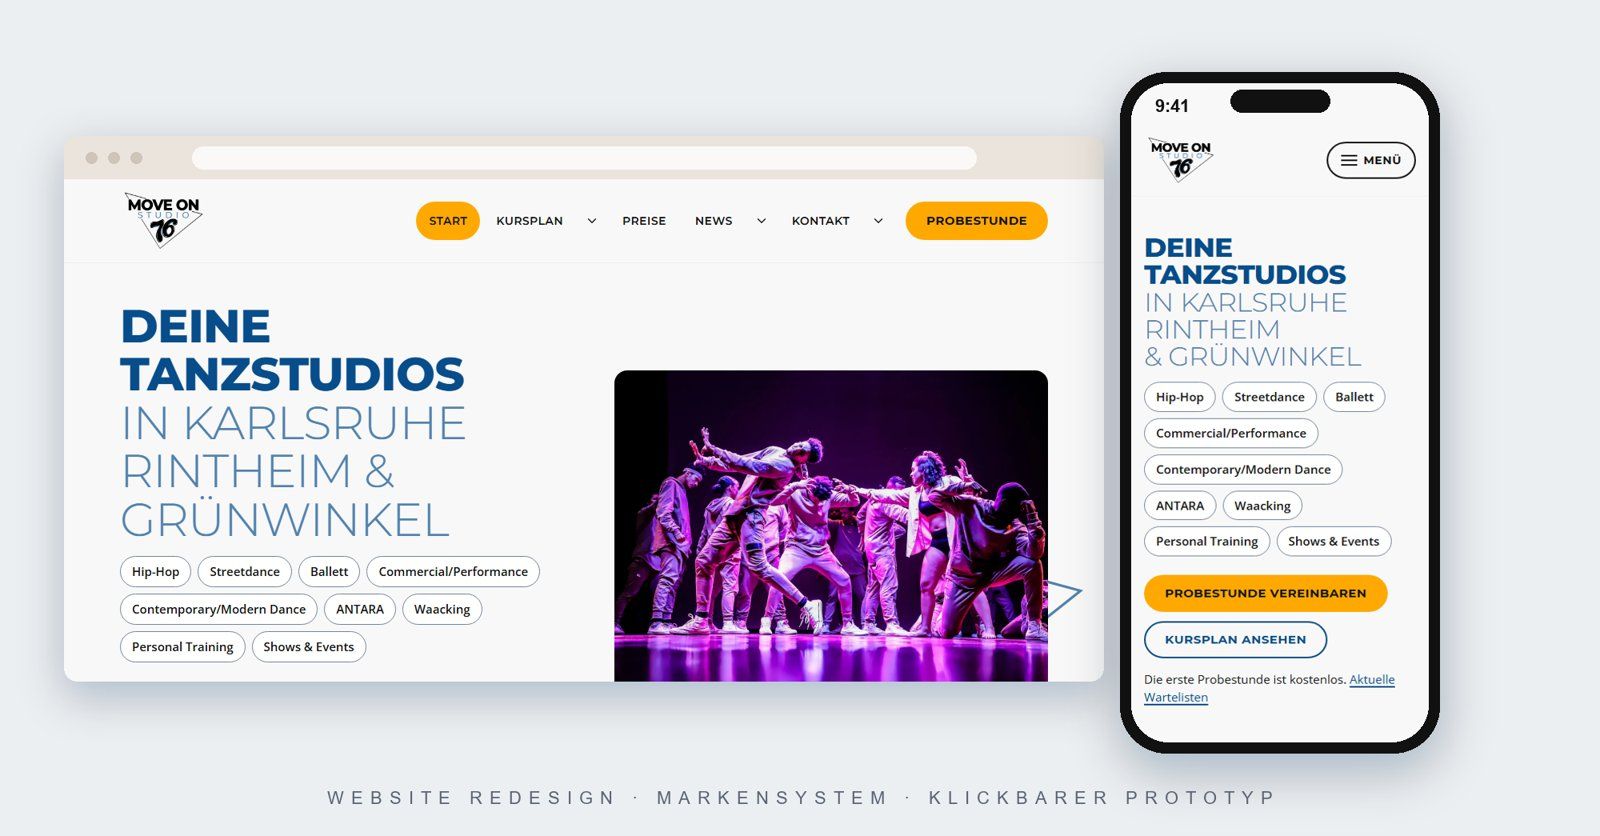 MOVE ON
STUDIO
76
START KURSPLAN PREISE NEWS KONTAKT PROBESTUNDE
DEINE
TANZSTUDIOS
IN KARLSRUHE
RINTHEIM &
GRÜNWINKEL
Hip-Hop Streetdance Ballett Commercial/Performance
Contemporary/Modern Dance ANTARA Waacking
Personal Training Shows & Events
9:41
MOVE ON
STUDIO
76
MENÜ
DEINE
TANZSTUDIOS
IN KARLSRUHE
RINTHEIM
& GRÜNWINKEL
Hip-Hop Streetdance Ballett
Commercial/Performance
Contemporary/Modern Dance
ANTARA Waacking
Personal Training Shows & Events
PROBESTUNDE VEREINBAREN
KURSPLAN ANSEHEN
Die erste Probestunde ist kostenlos. Aktuelle
Wartelisten
WEBSITE REDESIGN · MARKENSYSTEM · KLICKBARER PROTOTYP